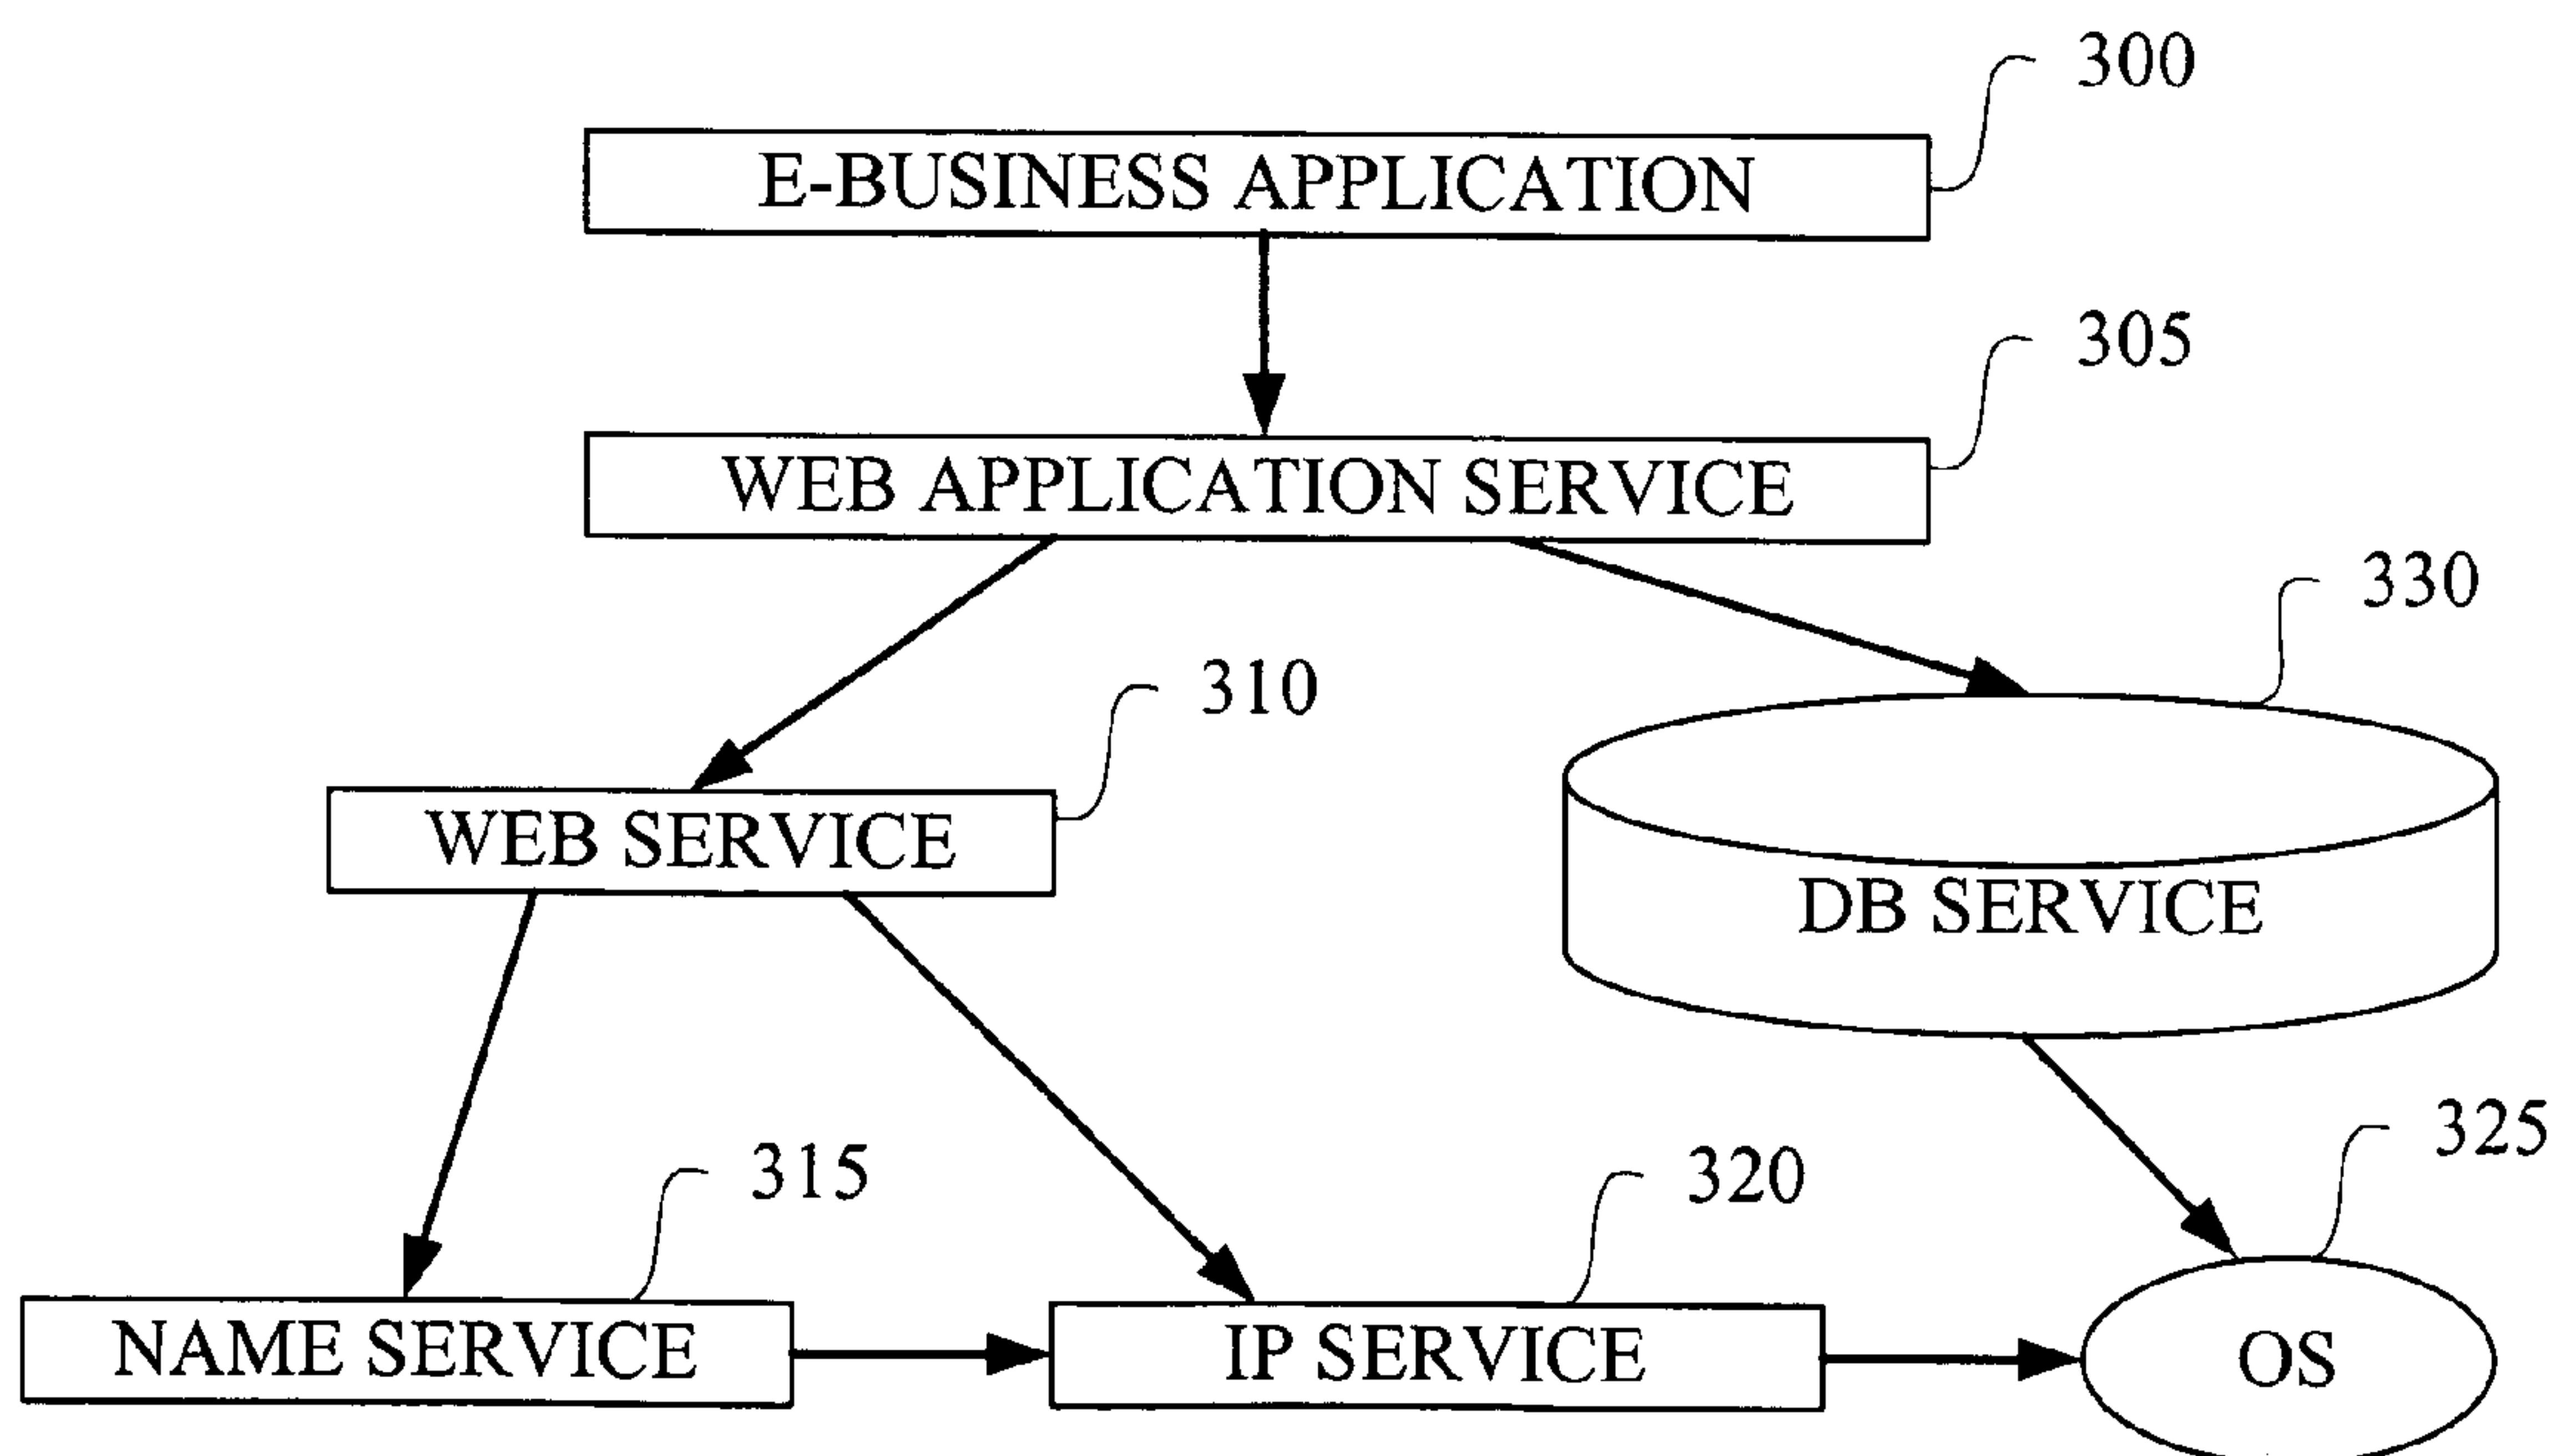 300
E-BUSINESS APPLICATION
305
WEB APPLICATION SERVICE
330
310
WEB SERVICE
DB SERVICE
325
315
320
NAME SERVICE
IP SERVICE
OS